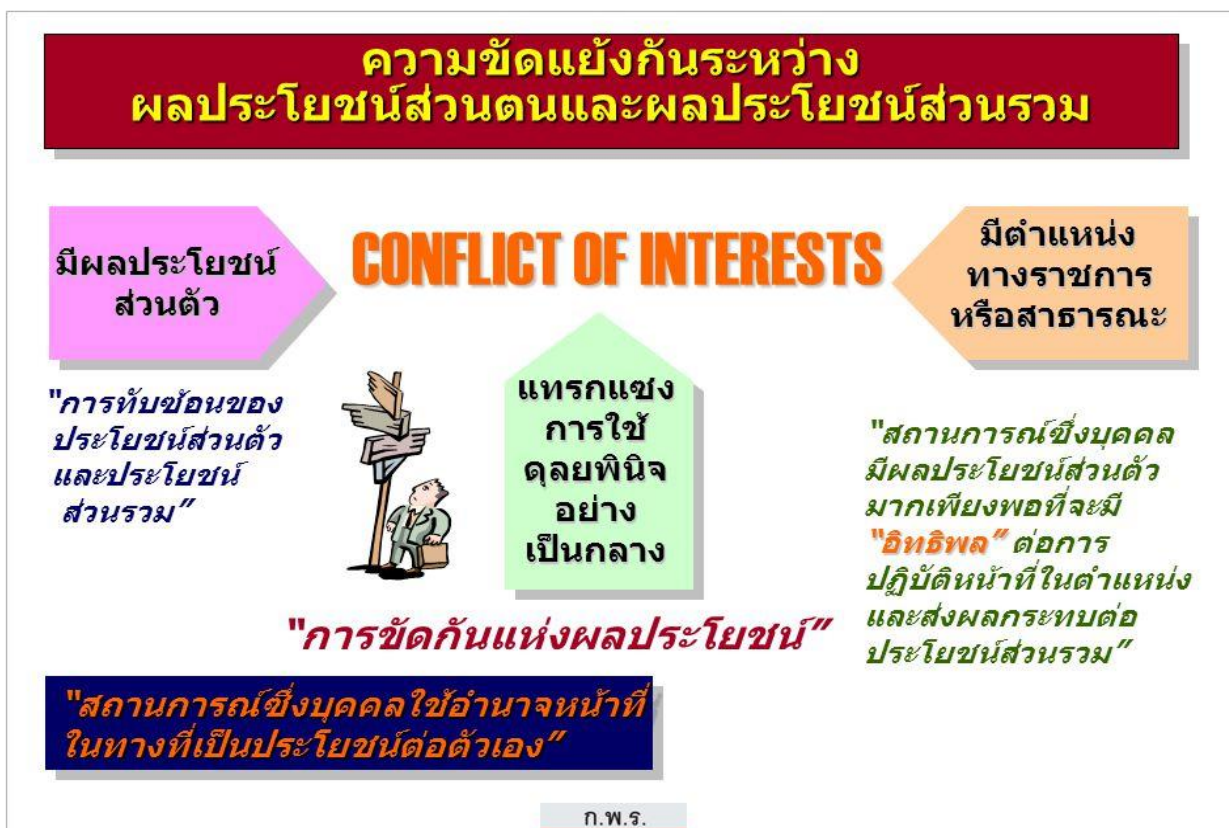 ความขัดแย้งกันระหว่าง
ผลประโยชน์ส่วนตนและผลประโยชน์ส่วนรวม
มีผลประโยชน์
ส่วนตัว
CONFLICT OF INTERESTS
มีตำแหน่ง
ทางราชการ
หรือสาธารณะ
"การทับซ้อนของ
ประโยชน์ส่วนตัว
และประโยชน์
ส่วนรวม"
แทรกแซง
การใช้
ดุลยพินิจ
อย่าง
เป็นกลาง
"สถานการณ์ซึ่งบุคคล
มีผลประโยชน์ส่วนตัว
มากเพียงพอที่จะมี
"อิทธิพล" ต่อการ
ปฏิบัติหน้าที่ในตำแหน่ง
และส่งผลกระทบต่อ
ประโยชน์ส่วนรวม"
"การขัดกันแห่งผลประโยชน์"
"สถานการณ์ซึ่งบุคคลใช้อำนาจหน้าที่
ในทางที่เป็นประโยชน์ต่อตัวเอง"
ก.พ.ร.